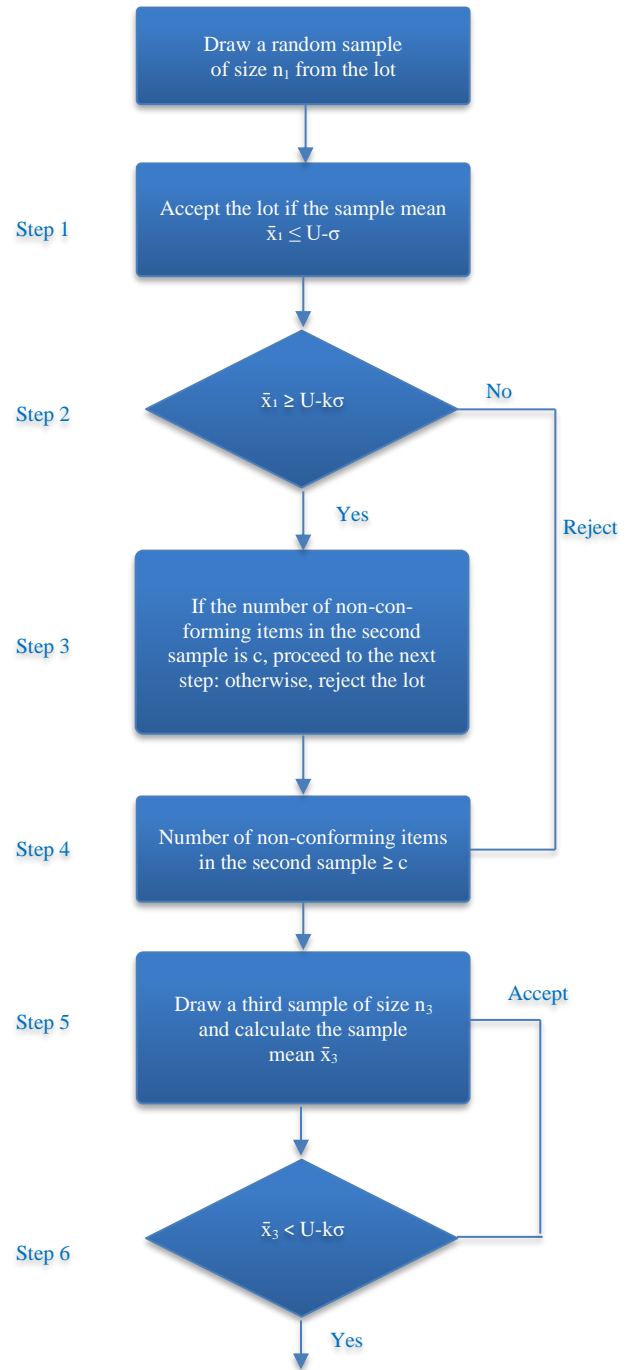 Draw a random sample
of size n₁ from the lot
Step 1
Accept the lot if the sample mean
x̄₁ ≤ U-σ
Step 2
x̄₁ ≥ U-kσ
No
Yes
Reject
Step 3
If the number of non-con-
forming items in the second
sample is c, proceed to the next
step: otherwise, reject the lot
Step 4
Number of non-conforming items
in the second sample ≥ c
Step 5
Draw a third sample of size n₃
and calculate the sample
mean x̄₃
Accept
Step 6
x̄₃ < U-kσ
Yes